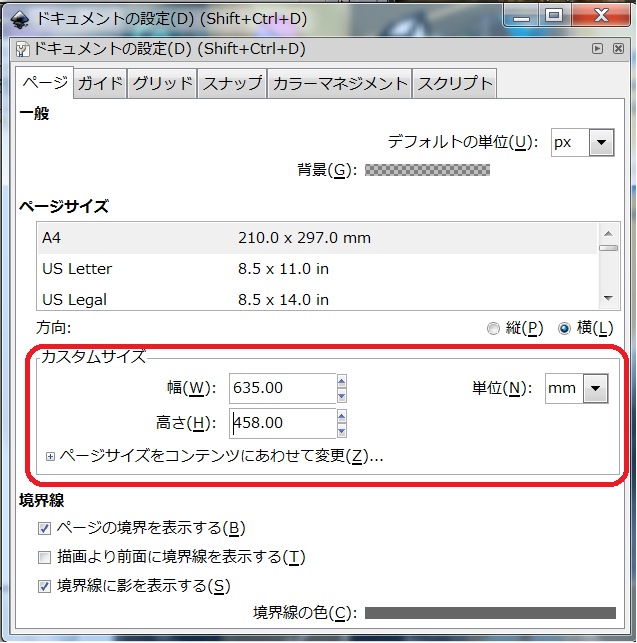 ドキュメントの設定(D) (Shift+Ctrl+D)
ドキュメントの設定(D) (Shift+Ctrl+D)
ページ ガイド グリッド スナップ カラーマネジメント スクリプト
一般
デフォルトの単位(U): px
背景(G):
ページサイズ
A4 210.0 x 297.0 mm
US Letter 8.5 x 11.0 in
US Legal 8.5 x 14.0 in
方向: 縦(P) 横(L)
カスタムサイズ
幅(W): 635.00 単位(N): mm
高さ(H): 458.00
ページサイズをコンテンツにあわせて変更(Z)...
境界線
ページの境界を表示する(B)
描画より前面に境界線を表示する(T)
境界線に影を表示する(S)
境界線の色(C):